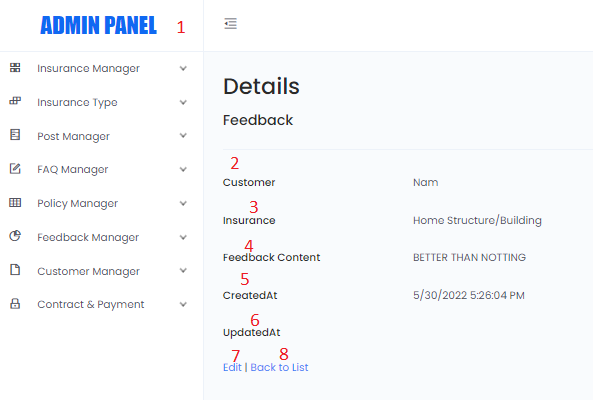 ADMIN PANEL 1
Insurance Manager
Insurance Type
Post Manager
FAQ Manager
Policy Manager
Feedback Manager
Customer Manager
Contract & Payment
Details
Feedback
2
Customer Nam
3
Insurance Home Structure/Building
4
Feedback Content BETTER THAN NOTTING
5
CreatedAt 5/30/2022 5:26:04 PM
6
UpdatedAt
7 8
Edit | Back to List